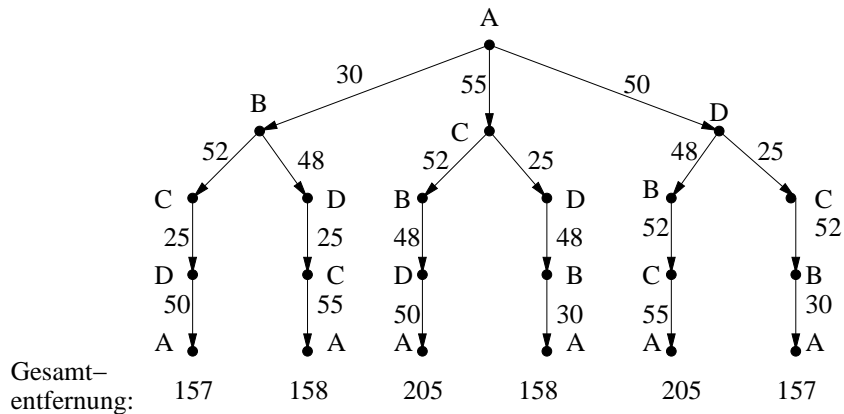 A
30 55 50
B C D
52 48 52 25 48 25
C D B D B C
25 25 48 48 52 52
D C D B C B
50 55 50 30 55 30
A A A A A A
Gesamt–
entfernung: 157 158 205 158 205 157